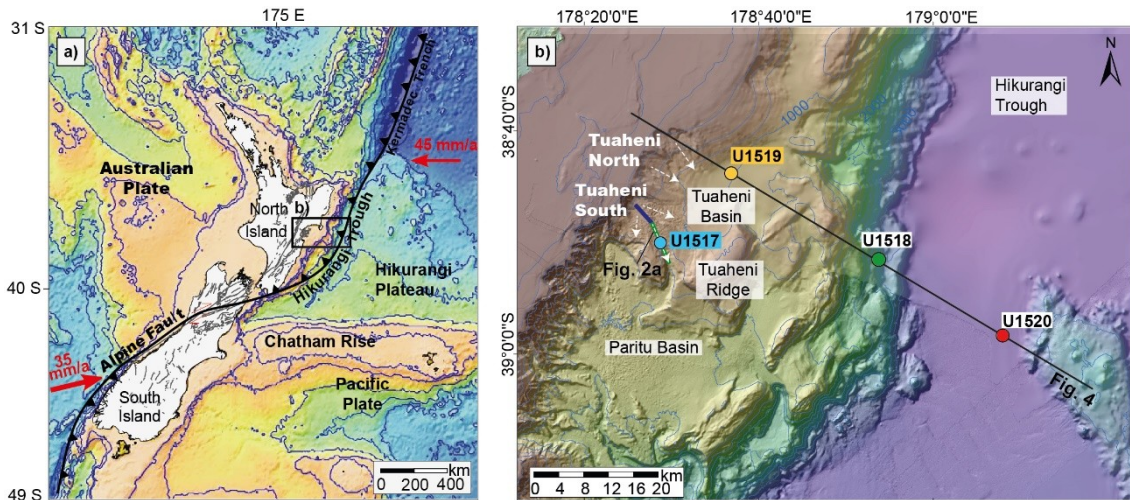 175 E
31 S
40 S
49 S
a)
Kermadec Trench
45 mm/a
Australian
Plate
North
Island
b)
Hikurangi Trough
Hikurangi
Plateau
Alpine Fault
35
mm/a
Chatham Rise
Pacific
Plate
South
Island
km
0 200 400
178°20'0"E
178°40'0"E
179°0'0"E
38°40'0"S
39°0'0"S
b)
N
Hikurangi
Trough
1000
2000
Tuaheni
North
U1519
Tuaheni
South
Tuaheni
Basin
U1517
U1518
Fig. 2a
Tuaheni
Ridge
Paritu Basin
U1520
Fig. 4
km
0 4 8 12 16 20